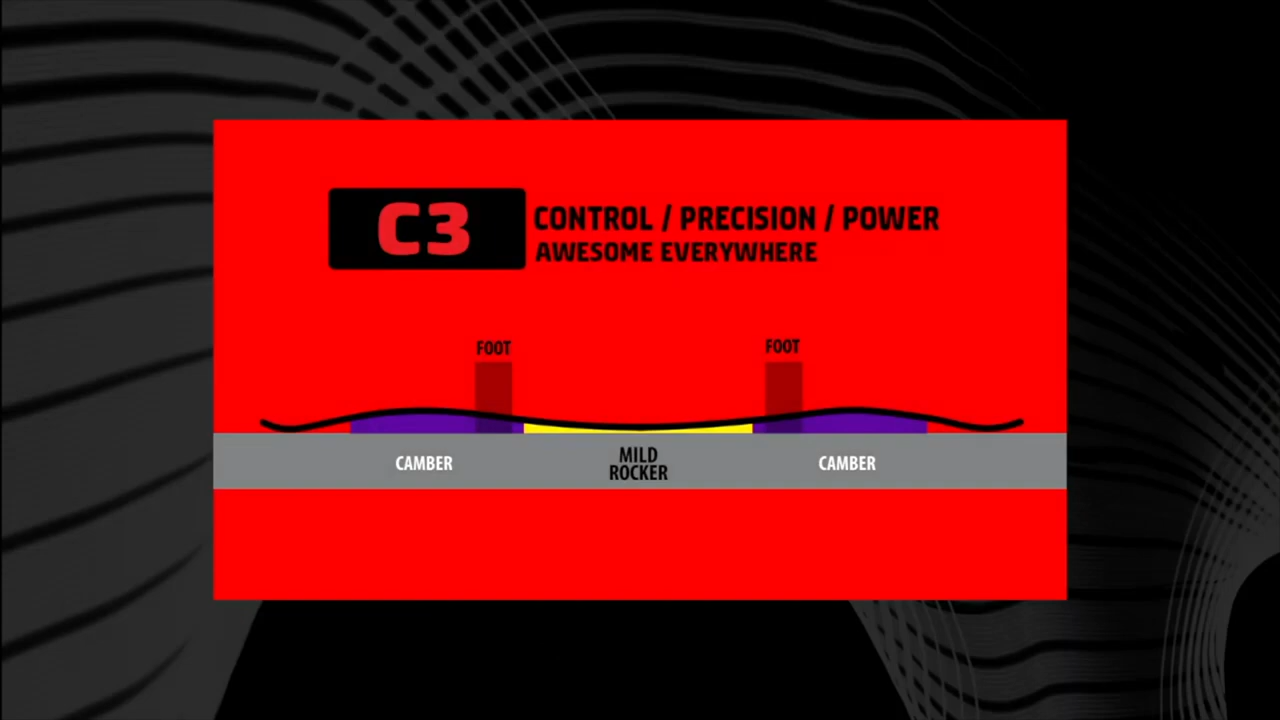 C3
CONTROL / PRECISION / POWER
AWESOME EVERYWHERE
FOOT
FOOT
CAMBER
MILD
ROCKER
CAMBER